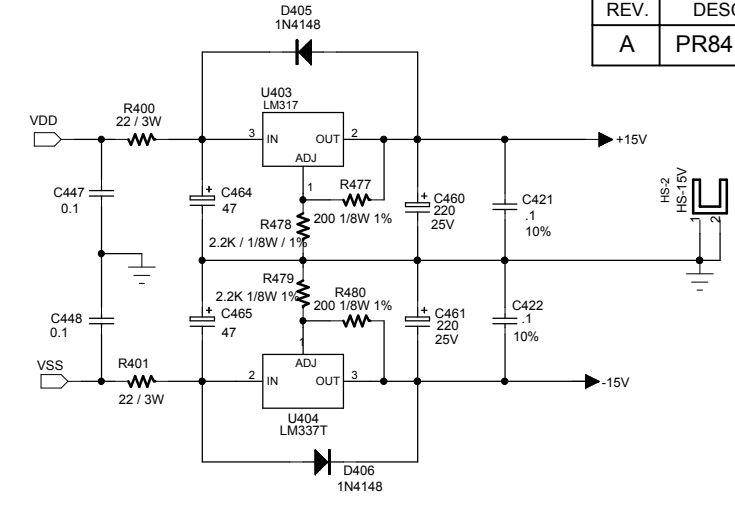 D405
1N4148
REV.
A
PR84
U403
LM317
R400
22 / 3W
VDD
3
IN
OUT
2
+15V
ADJ
1
R477
200 1/8W 1%
C447
0.1
+
C464
47
R478
2.2K / 1/8W / 1%
+
C460
220
25V
C421
.1
10%
HS-2
HS-15V
1
2
R479
2.2K 1/8W 1%
R480
200 1/8W 1%
C448
0.1
+
C465
47
+
C461
220
25V
C422
.1
10%
VSS
R401
22 / 3W
1
ADJ
2
IN
OUT
3
-15V
U404
LM337T
D406
1N4148